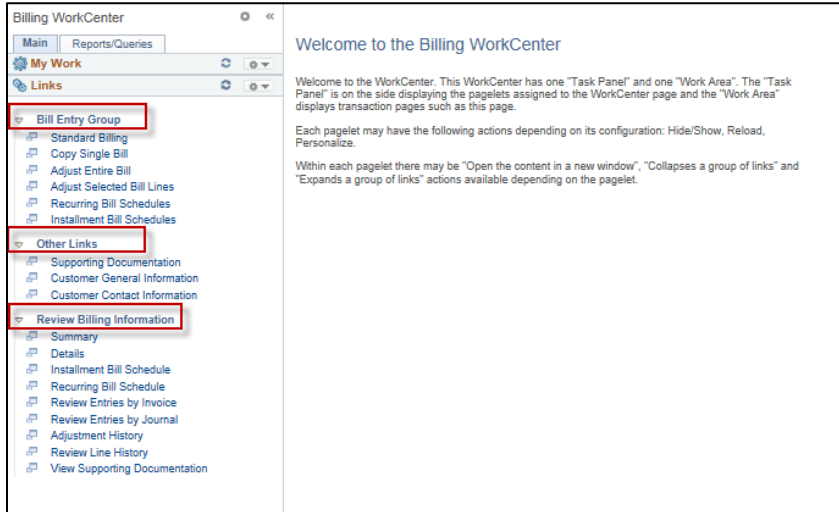 Billing WorkCenter
Main Reports/Queries
My Work
Links
Bill Entry Group
Standard Billing
Copy Single Bill
Adjust Entire Bill
Adjust Selected Bill Lines
Recurring Bill Schedules
Installment Bill Schedules
Other Links
Supporting Documentation
Customer General Information
Customer Contact Information
Review Billing Information
Summary
Details
Installment Bill Schedule
Recurring Bill Schedule
Review Entries by Invoice
Review Entries by Journal
Adjustment History
Review Line History
View Supporting Documentation
Welcome to the Billing WorkCenter
Welcome to the WorkCenter. This WorkCenter has one "Task Panel" and one "Work Area". The "Task
Panel" is on the side displaying the pagelets assigned to the WorkCenter page and the "Work Area"
displays transaction pages such as this page.
Each pagelet may have the following actions depending on its configuration: Hide/Show, Reload,
Personalize.
Within each pagelet there may be "Open the content in a new window", "Collapses a group of links" and
"Expands a group of links" actions available depending on the pagelet.